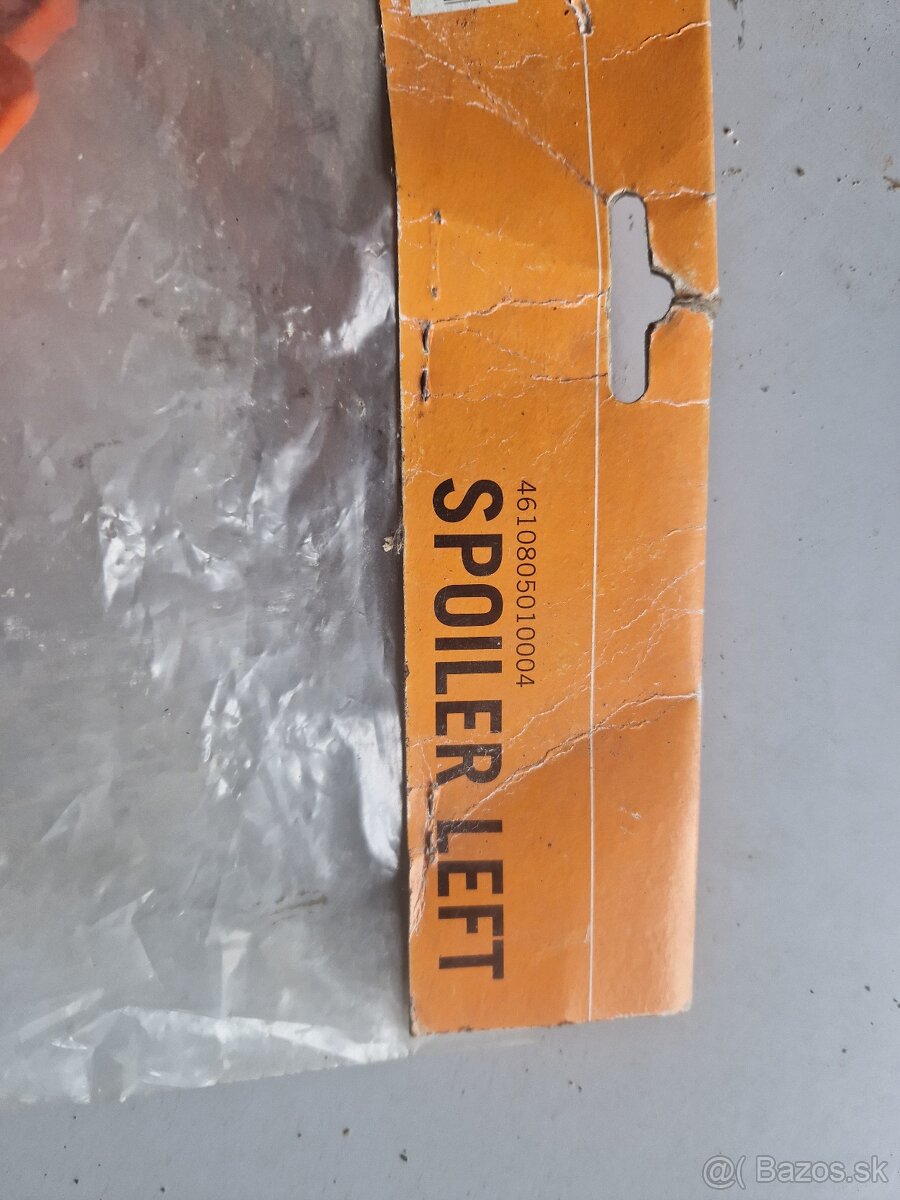 4610805010004
SPOILER LEFT
@( Bazos.sk